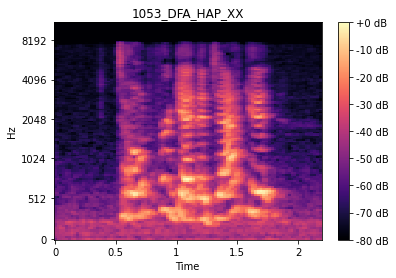 1053_DFA_HAP_XX
Hz
8192
4096
2048
1024
512
0
0
0.5
1
1.5
2
Time
+0 dB
-10 dB
-20 dB
-30 dB
-40 dB
-50 dB
-60 dB
-70 dB
-80 dB